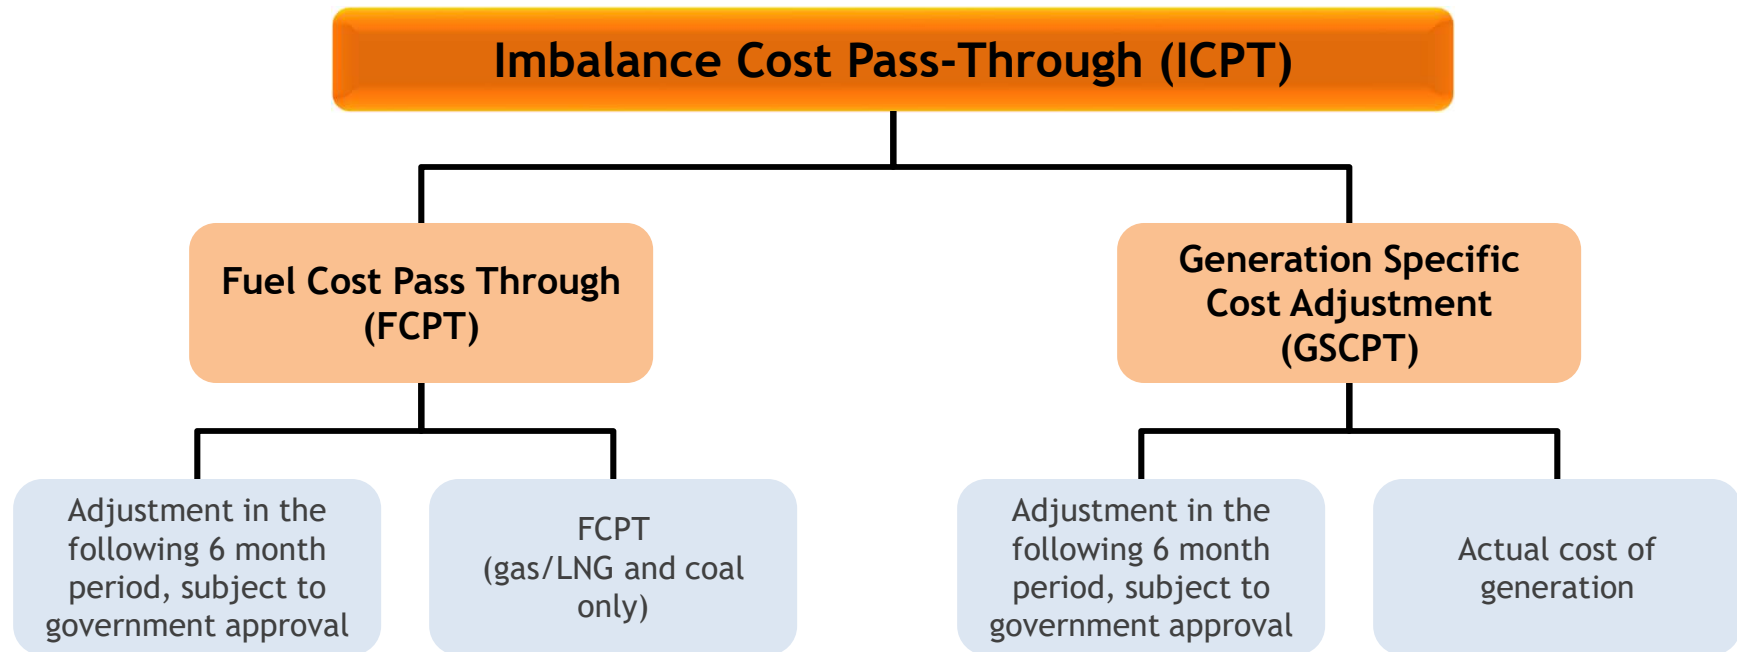 Imbalance Cost Pass-Through (ICPT)
Fuel Cost Pass Through
(FCPT)
Generation Specific
Cost Adjustment
(GSCPT)
Adjustment in the
following 6 month
period, subject to
government approval
FCPT
(gas/LNG and coal
only)
Adjustment in the
following 6 month
period, subject to
government approval
Actual cost of
generation